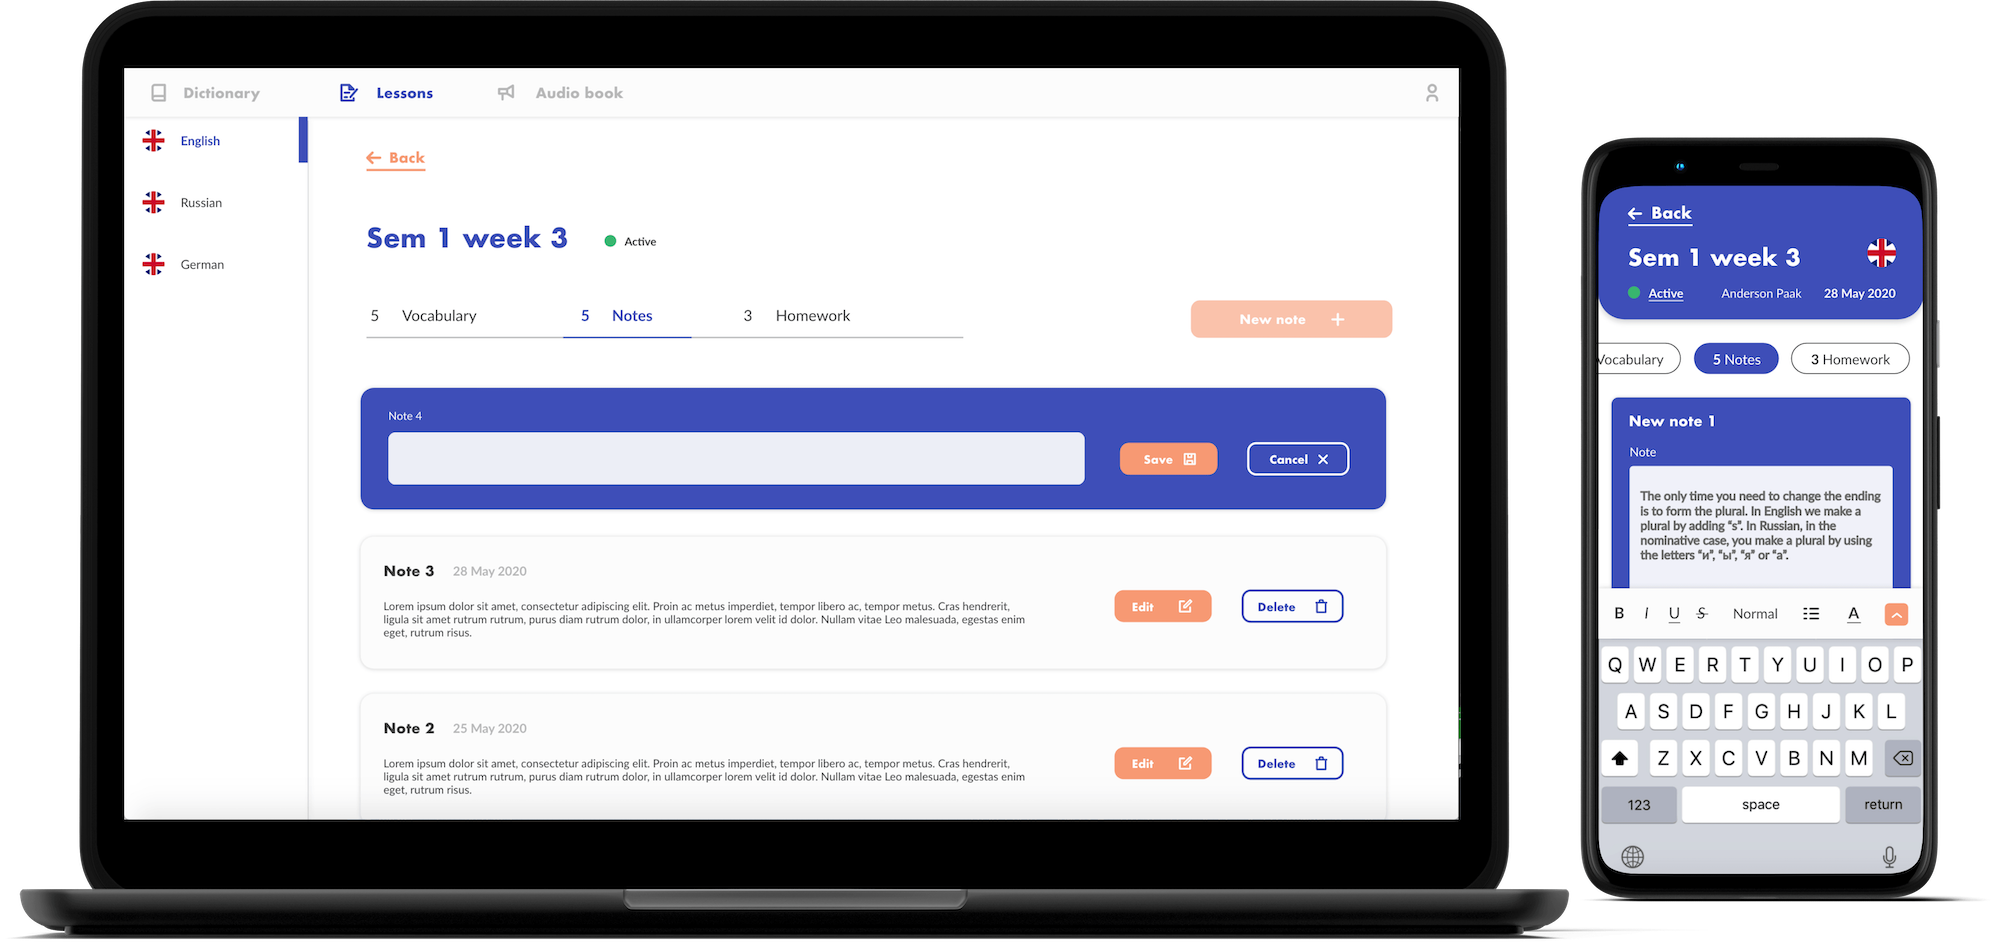 Dictionary
Lessons
Audio book
English
Russian
German
Back
Sem 1 week 3
Active
5 Vocabulary
5 Notes
3 Homework
New note +
Note 4
Save
Cancel
Note 3 28 May 2020
Lorem ipsum dolor sit amet, consectetur adipiscing elit. Proin ac metus imperdiet, tempor libero ac, tempor metus. Cras hendrerit,
ligula sit amet rutrum rutrum, purus diam rutrum dolor, in ullamcorper lorem velit id dolor. Nullam vitae Leo malesuada, egestas enim
eget, rutrum risus.
Edit
Delete
Note 2 25 May 2020
Lorem ipsum dolor sit amet, consectetur adipiscing elit. Proin ac metus imperdiet, tempor libero ac, tempor metus. Cras hendrerit,
ligula sit amet rutrum rutrum, purus diam rutrum dolor, in ullamcorper lorem velit id dolor. Nullam vitae Leo malesuada, egestas enim
eget, rutrum risus.
Edit
Delete
Back
Sem 1 week 3
Active Anderson Paak 28 May 2020
Vocabulary
5 Notes
3 Homework
New note 1
Note
The only time you need to change the ending
is to form the plural. In English we make a
plural by adding “s”. In Russian, in the
nominative case, you make a plural by using
the letters “и”, “ы”, “я” or “а”.
B I U S Normal A
Q W E R T Y U I O P
A S D F G H J K L
Z X C V B N M
123 space return